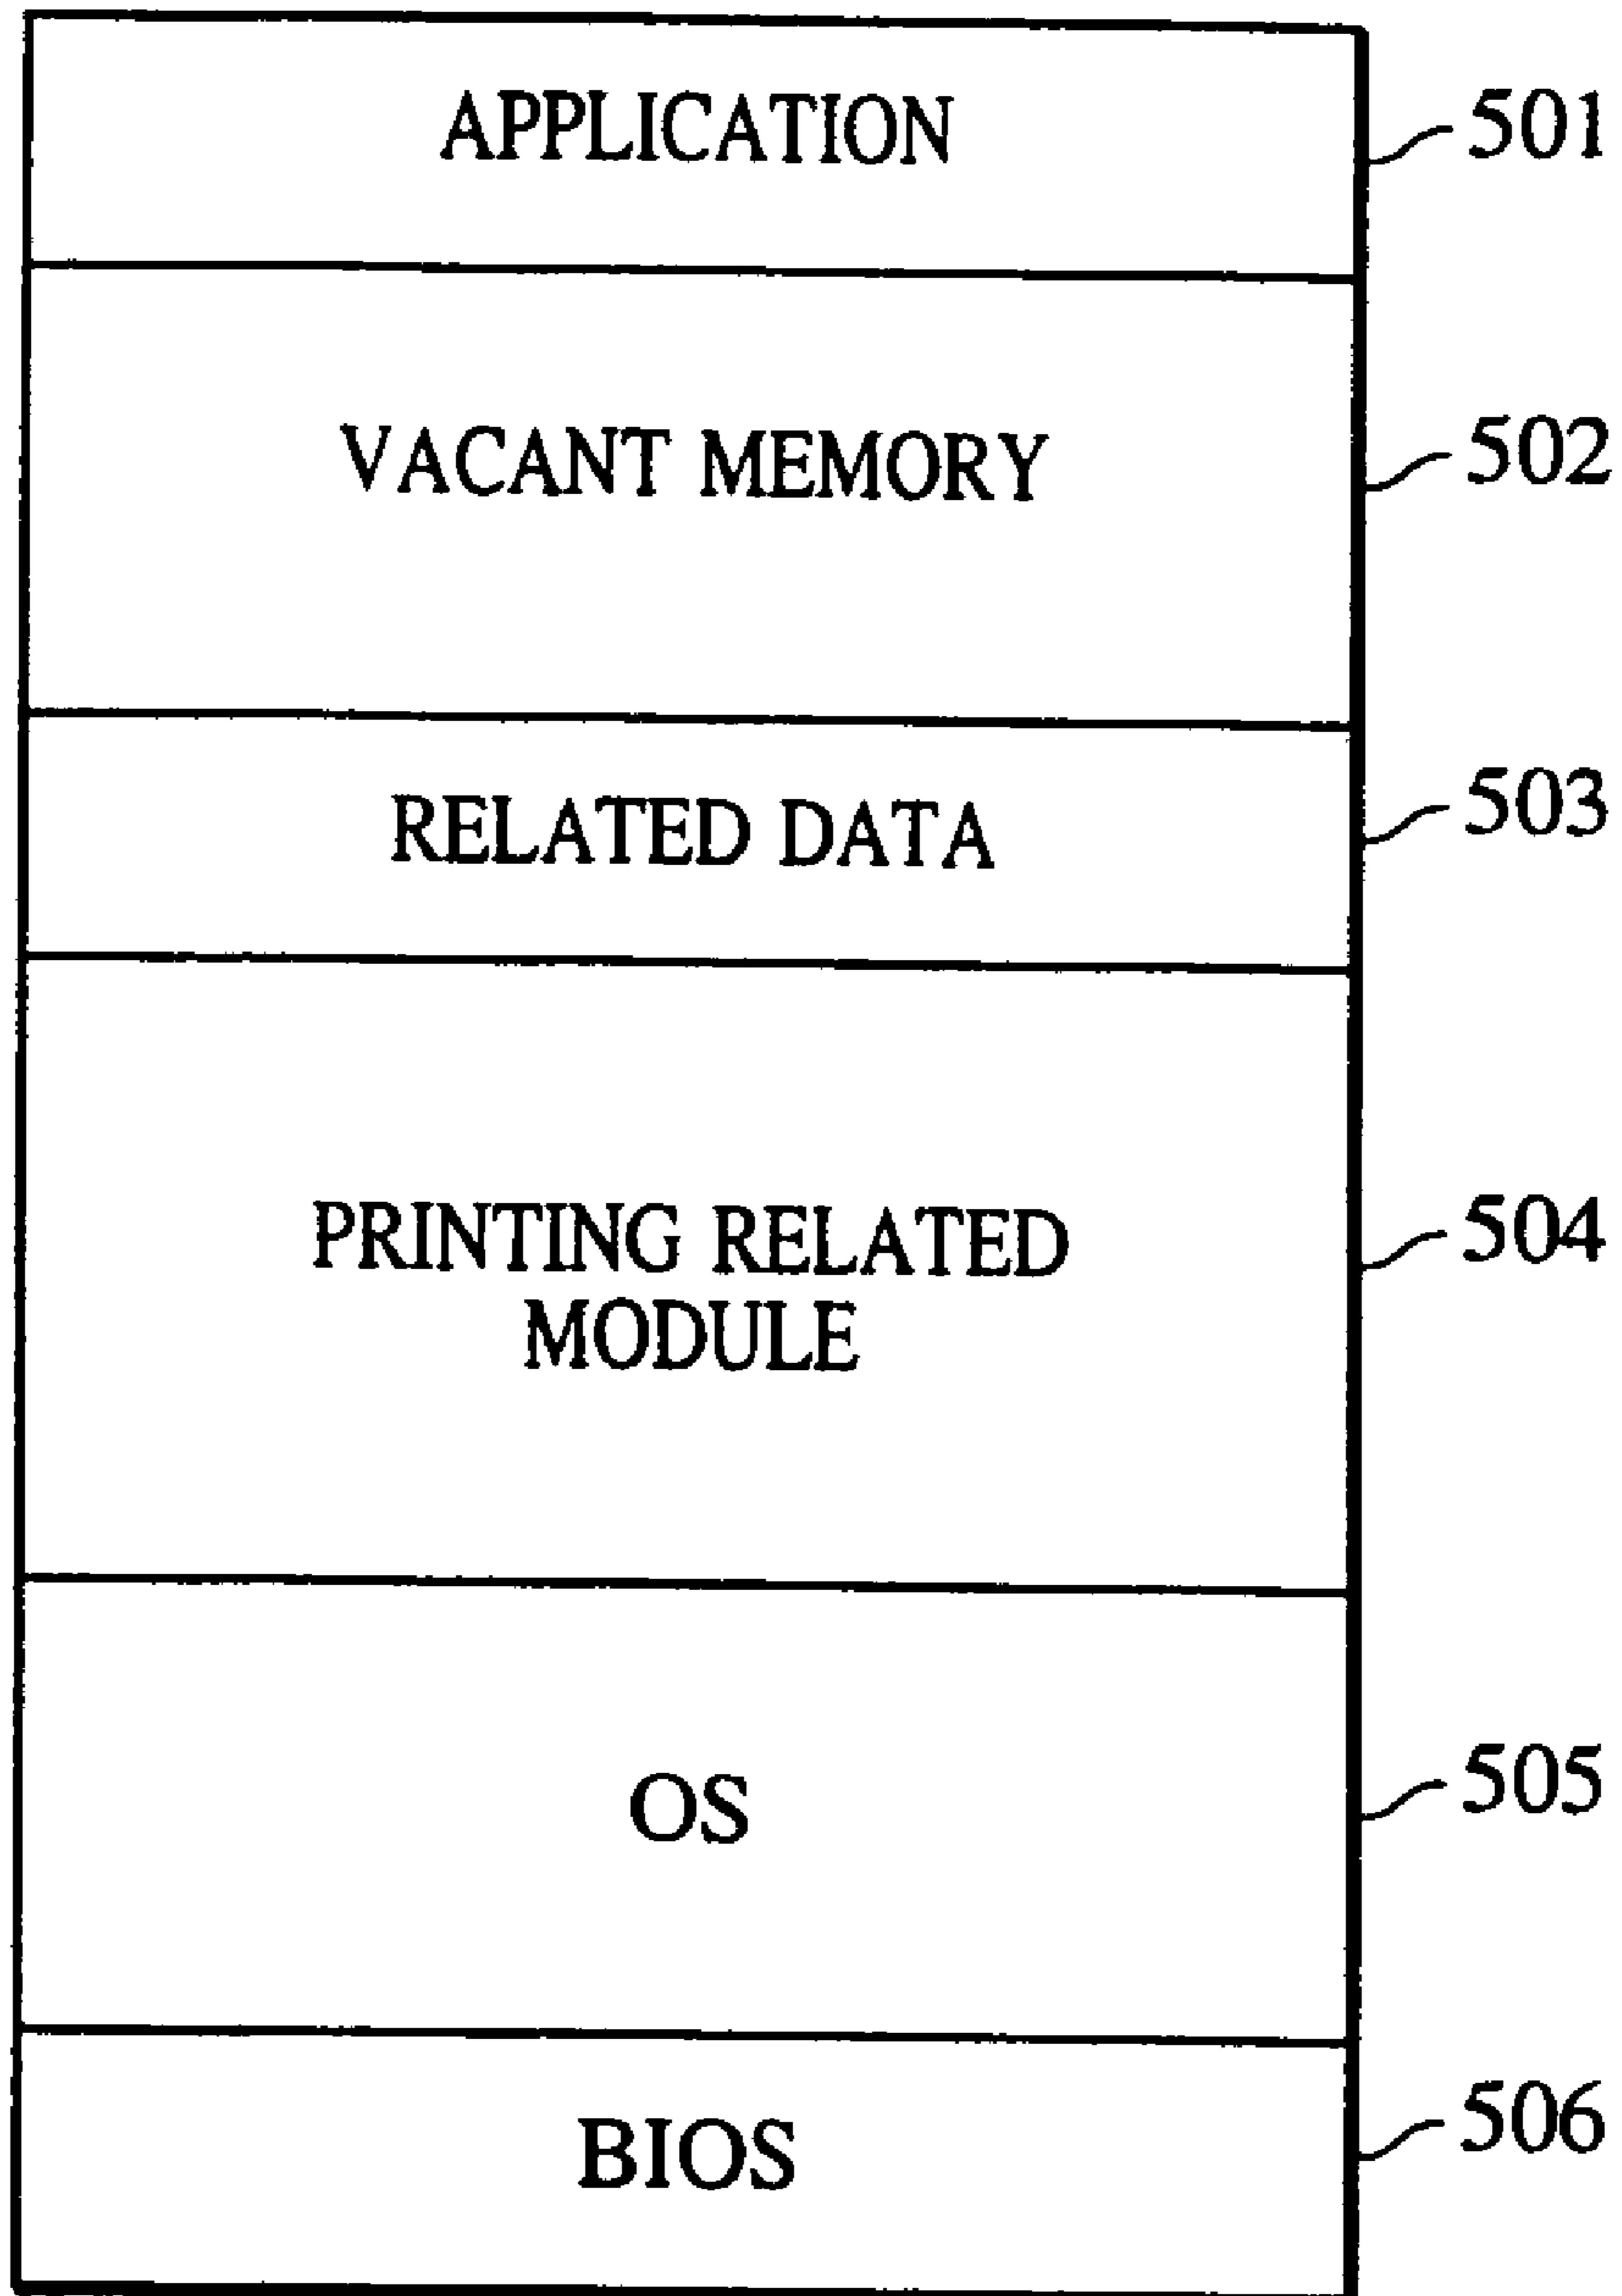 APPLICATION
501
VACANT MEMORY
502
RELATED DATA
503
PRINTING RELATED
MODULE
504
OS
505
BIOS
506